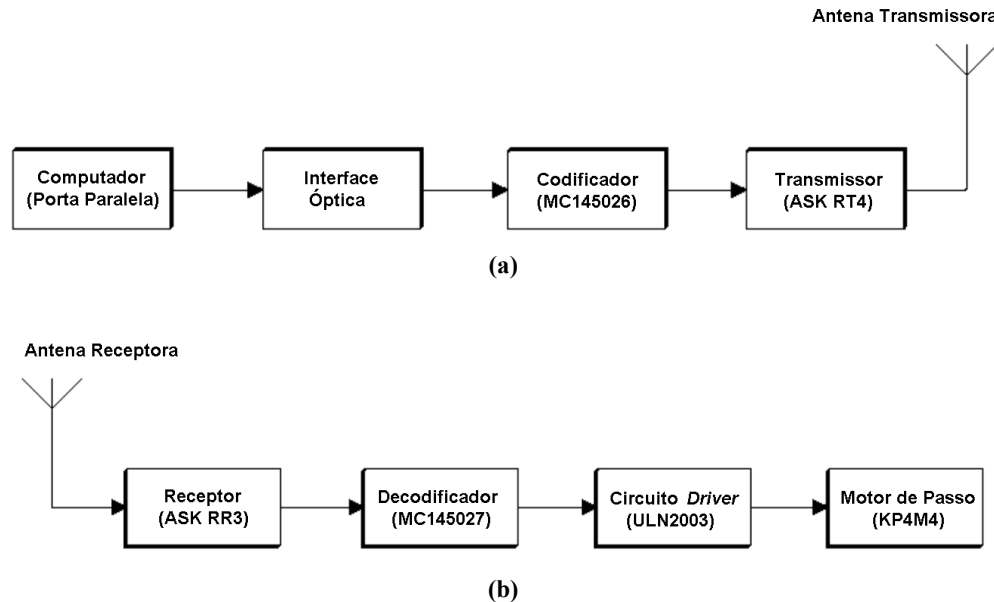 Antena Transmissora
Computador
(Porta Paralela)
Interface
Óptica
Codificador
(MC145026)
Transmissor
(ASK RT4)
(a)
Antena Receptora
Receptor
(ASK RR3)
Decodificador
(MC145027)
Circuito Driver
(ULN2003)
Motor de Passo
(KP4M4)
(b)